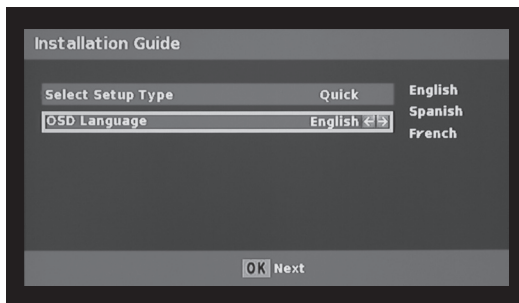 Installation Guide
Select Setup Type Quick
OSD Language English
English
Spanish
French
OK Next